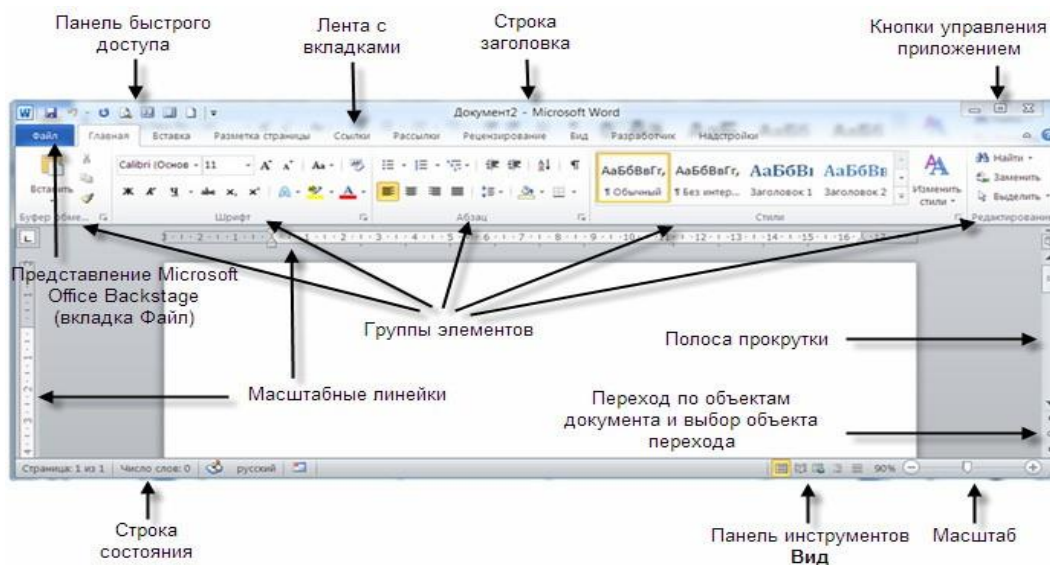 Панель быстрого
доступа
Лента с
вкладками
Строка
заголовка
Кнопки управления
приложением
Документ2 - Microsoft Word
Файл Главная Вставка Разметка страницы Ссылки Рассылки Рецензирование Вид Разработчик Надстройки
Calibri (Основ 11
АаБбВвГг, АаБбВвГг, АаБбВı АаБбВв
Найти
Заменить
Вставить
¶ Обычный ¶ Без интер... Заголовок 1 Заголовок 2
Изменить
стили
Выделить
Буфер обме... Шрифт Абзац Стили Редактирование
Представление Microsoft
Office Backstage
(вкладка Файл)
Группы элементов
Полоса прокрутки
Масштабные линейки
Переход по объектам
документа и выбор объекта
перехода
Страница: 1 из 1 Число слов: 0 русский 90%
Строка
состояния
Панель инструментов
Вид
Масштаб